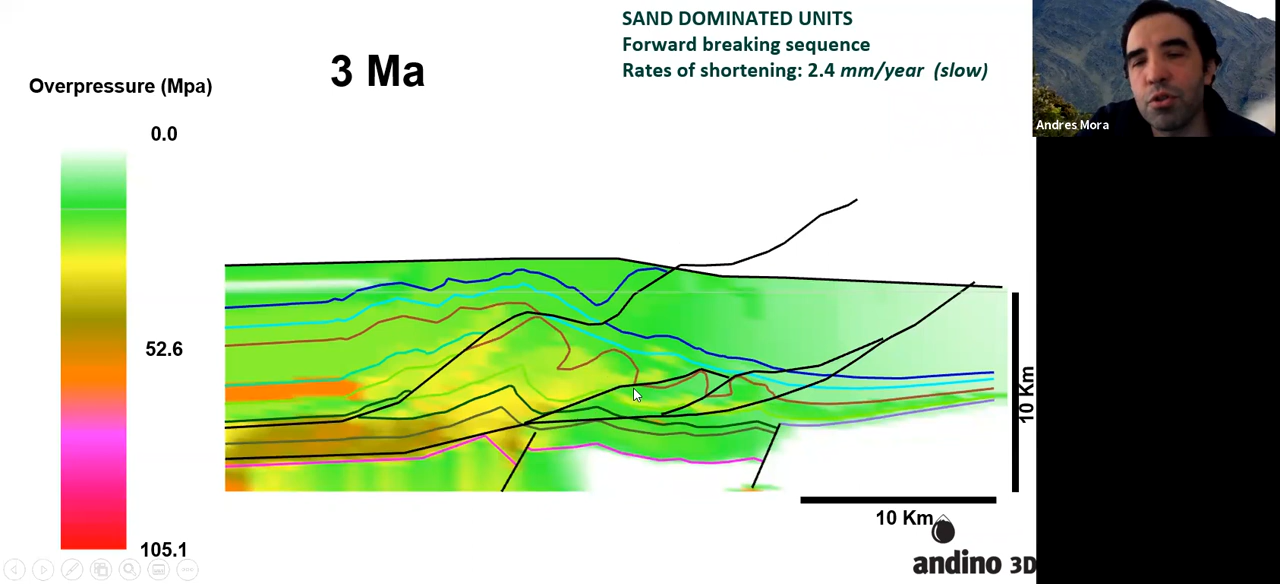 SAND DOMINATED UNITS
Forward breaking sequence
Rates of shortening: 2.4 mm/year (slow)
3 Ma
Overpressure (Mpa)
0.0
52.6
105.1
10 Km
10 Km
andino 3D
Andres Mora